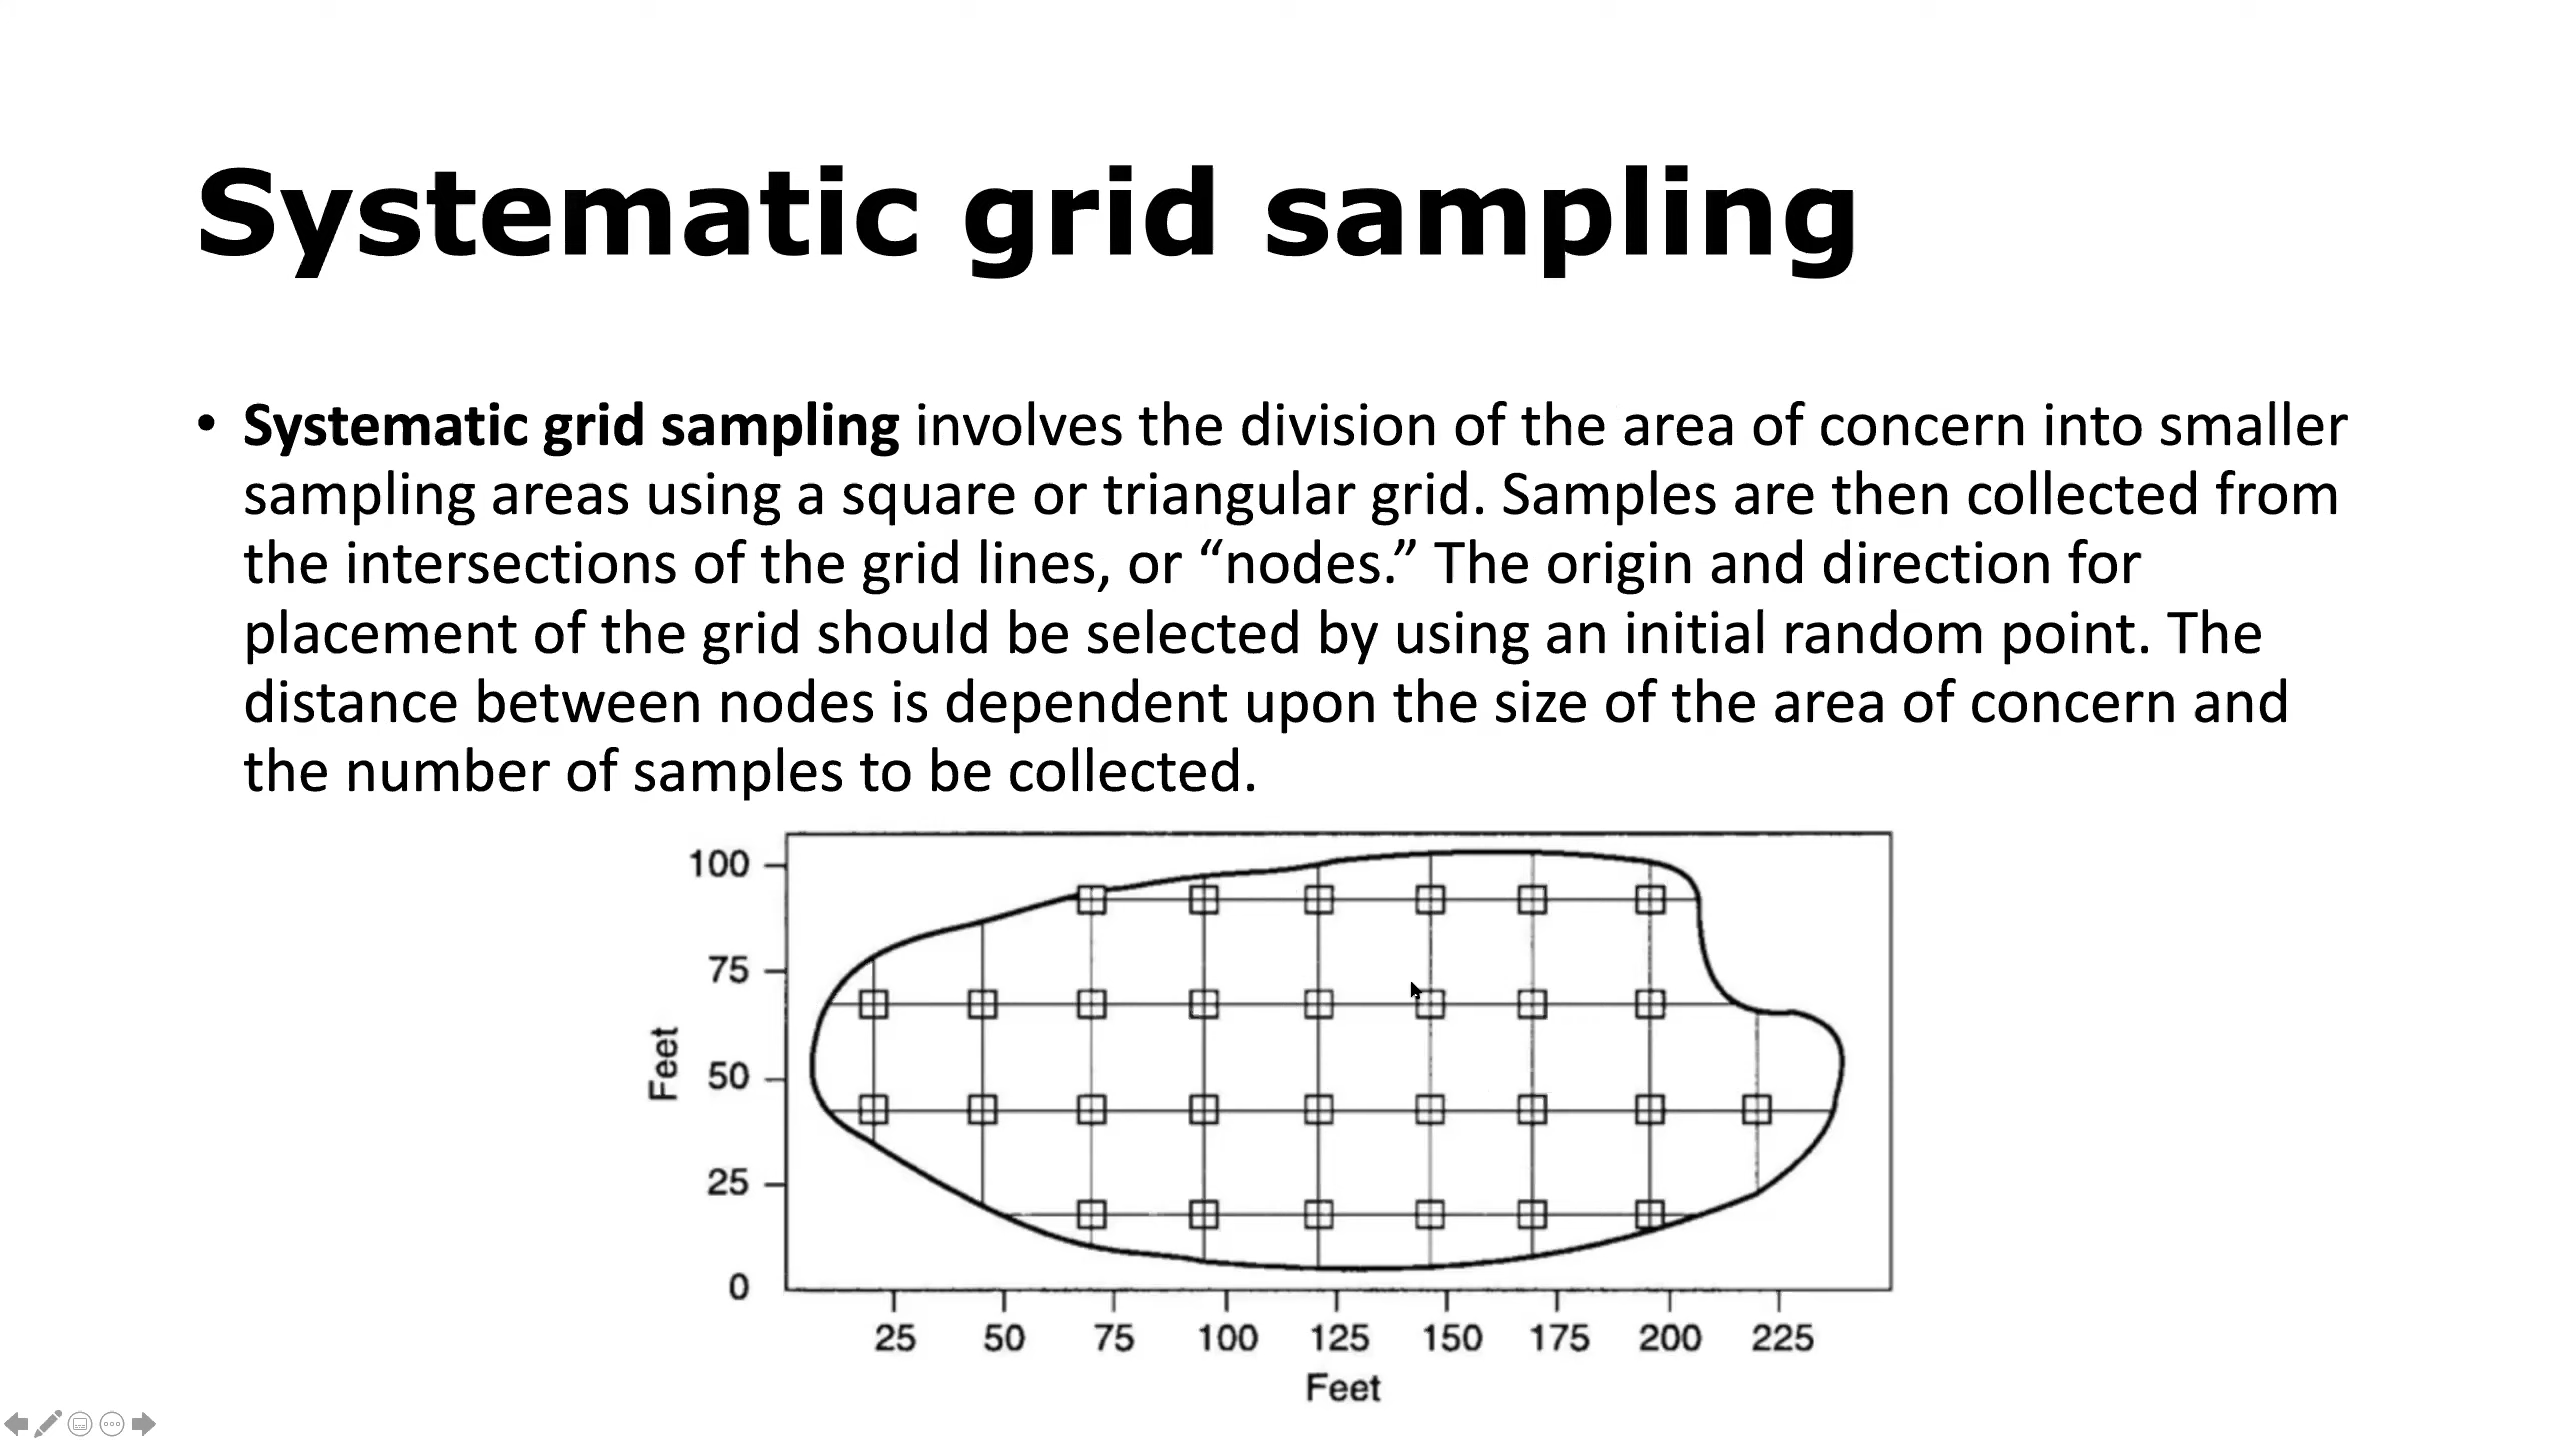 Systematic grid sampling
• Systematic grid sampling involves the division of the area of concern into smaller
sampling areas using a square or triangular grid. Samples are then collected from
the intersections of the grid lines, or “nodes.” The origin and direction for
placement of the grid should be selected by using an initial random point. The
distance between nodes is dependent upon the size of the area of concern and
the number of samples to be collected.
100
75
50
25
0
Feet
25 50 75 100 125 150 175 200 225
Feet